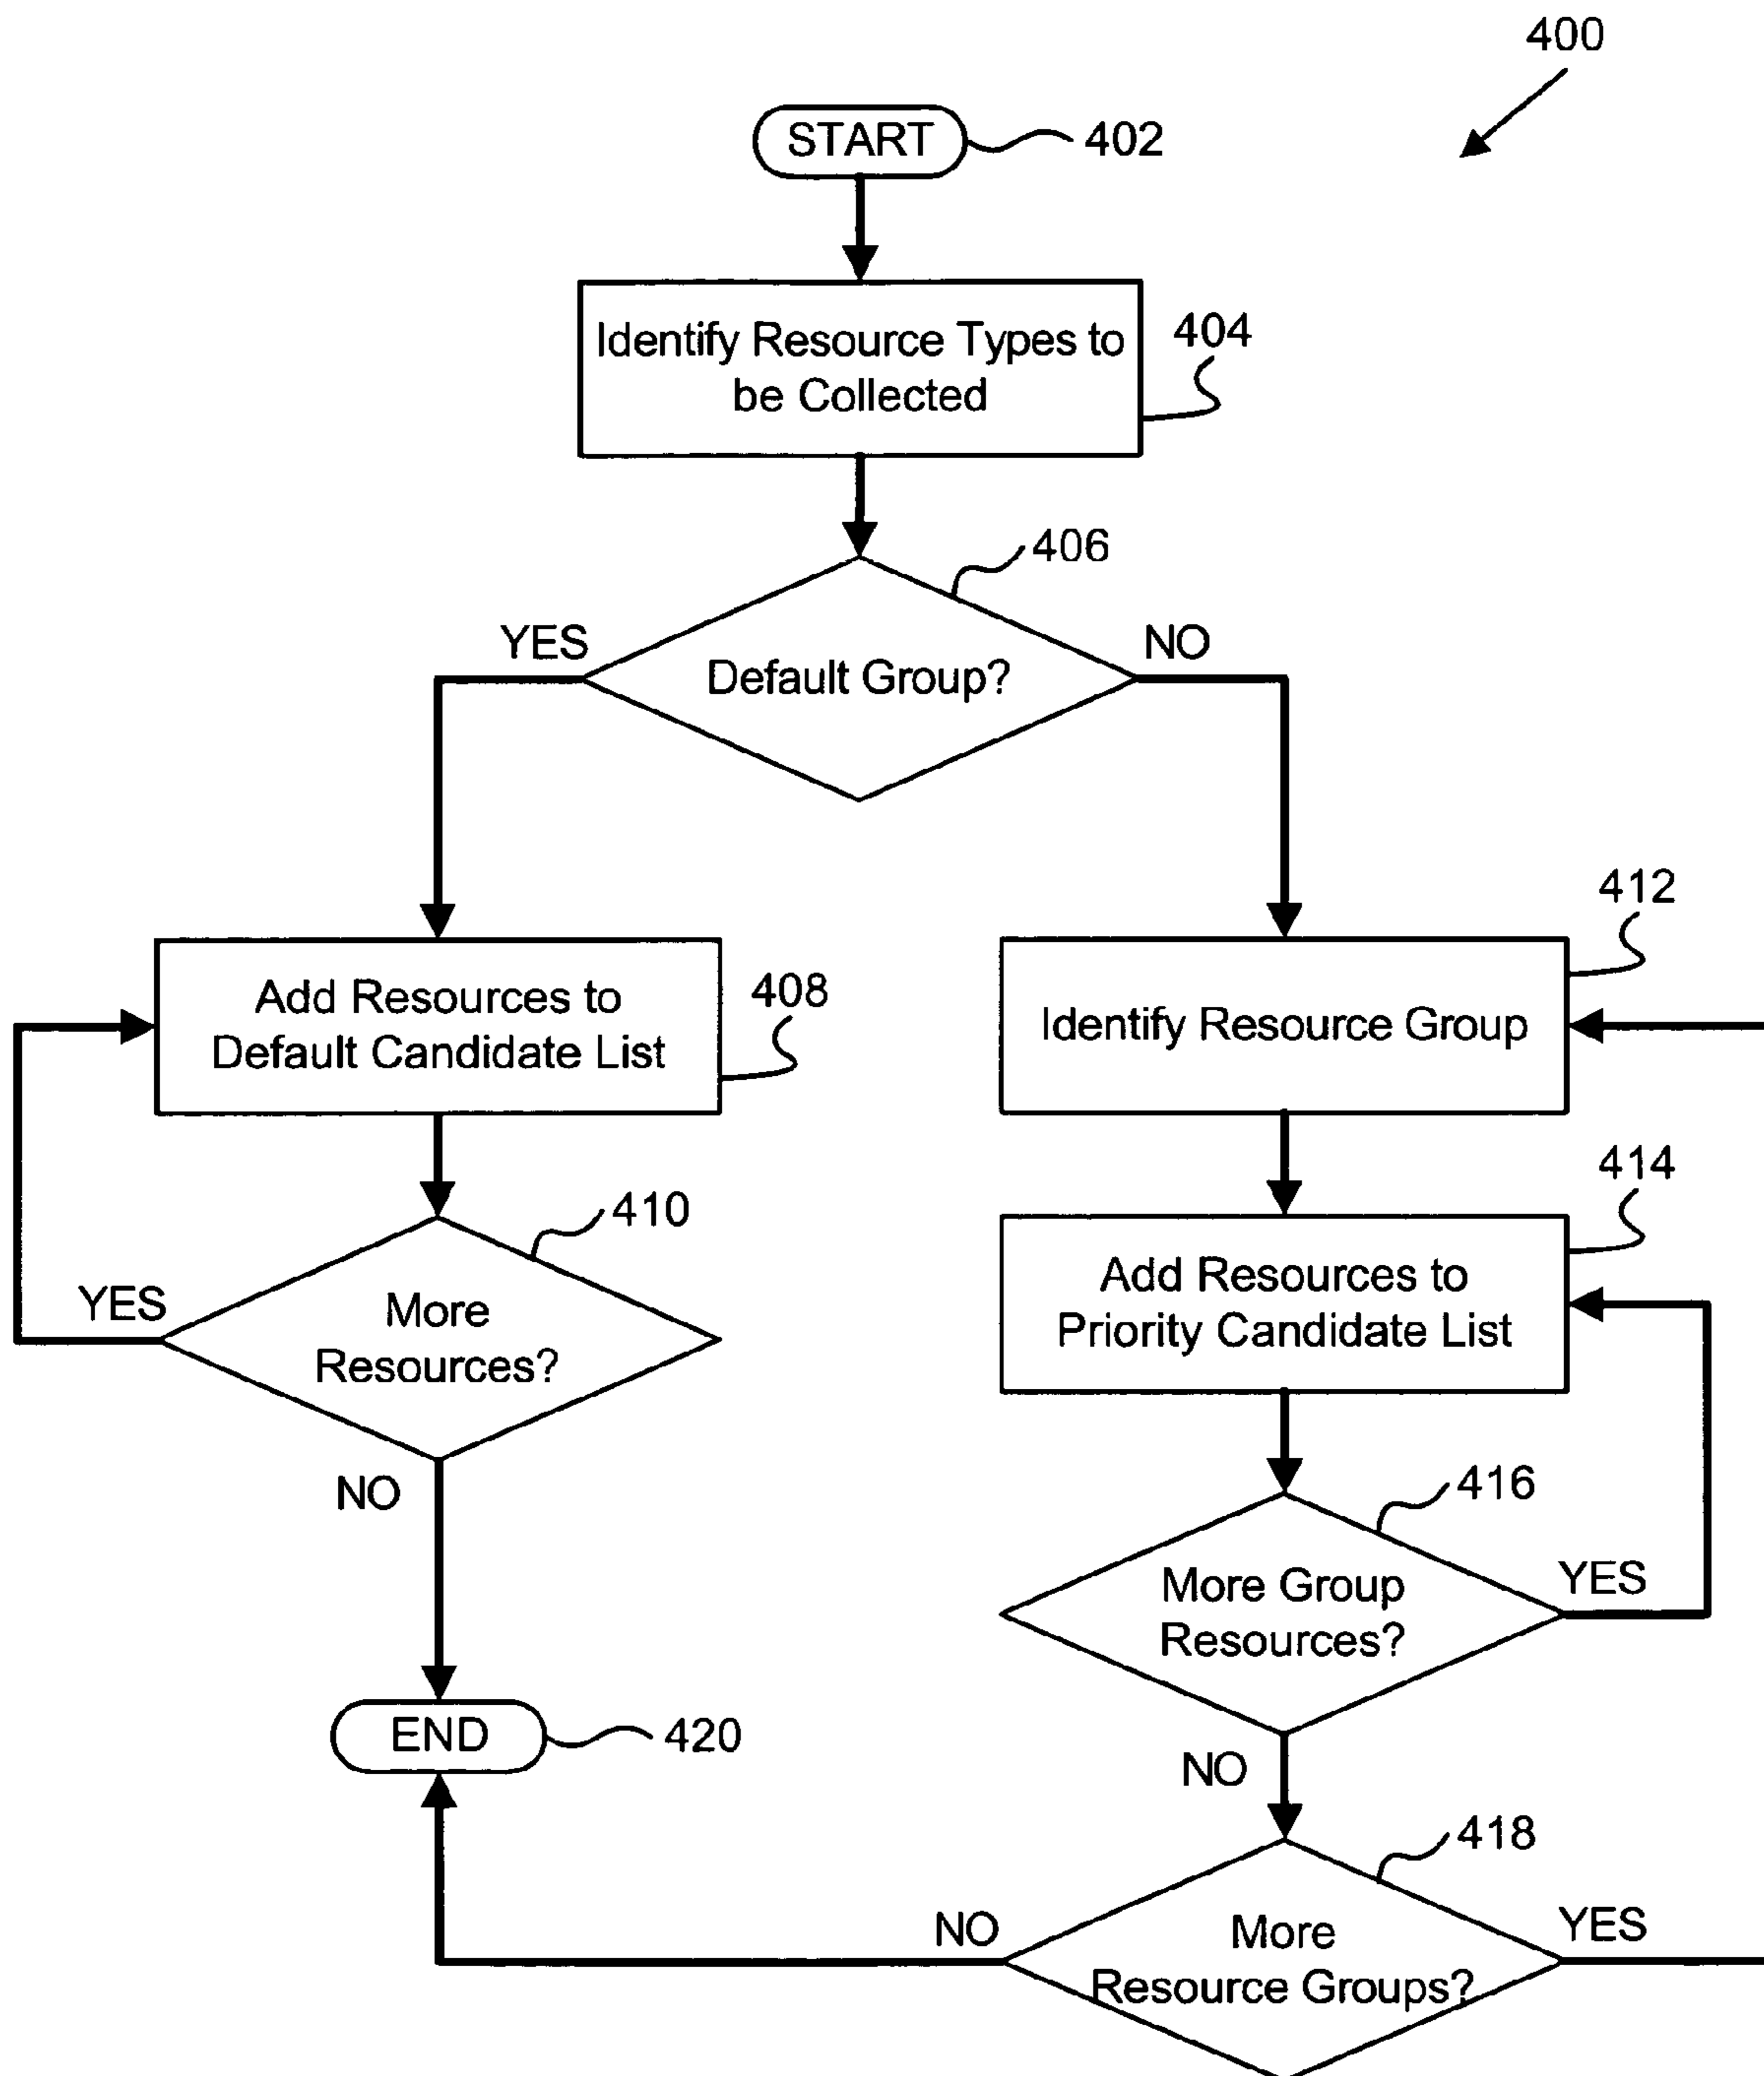 400
START
402
Identify Resource Types to
be Collected
404
406
YES
Default Group?
NO
412
Add Resources to
Default Candidate List
408
Identify Resource Group
414
410
Add Resources to
Priority Candidate List
YES
More
Resources?
NO
416
More Group
Resources?
YES
END
420
NO
418
NO
More
Resource Groups?
YES